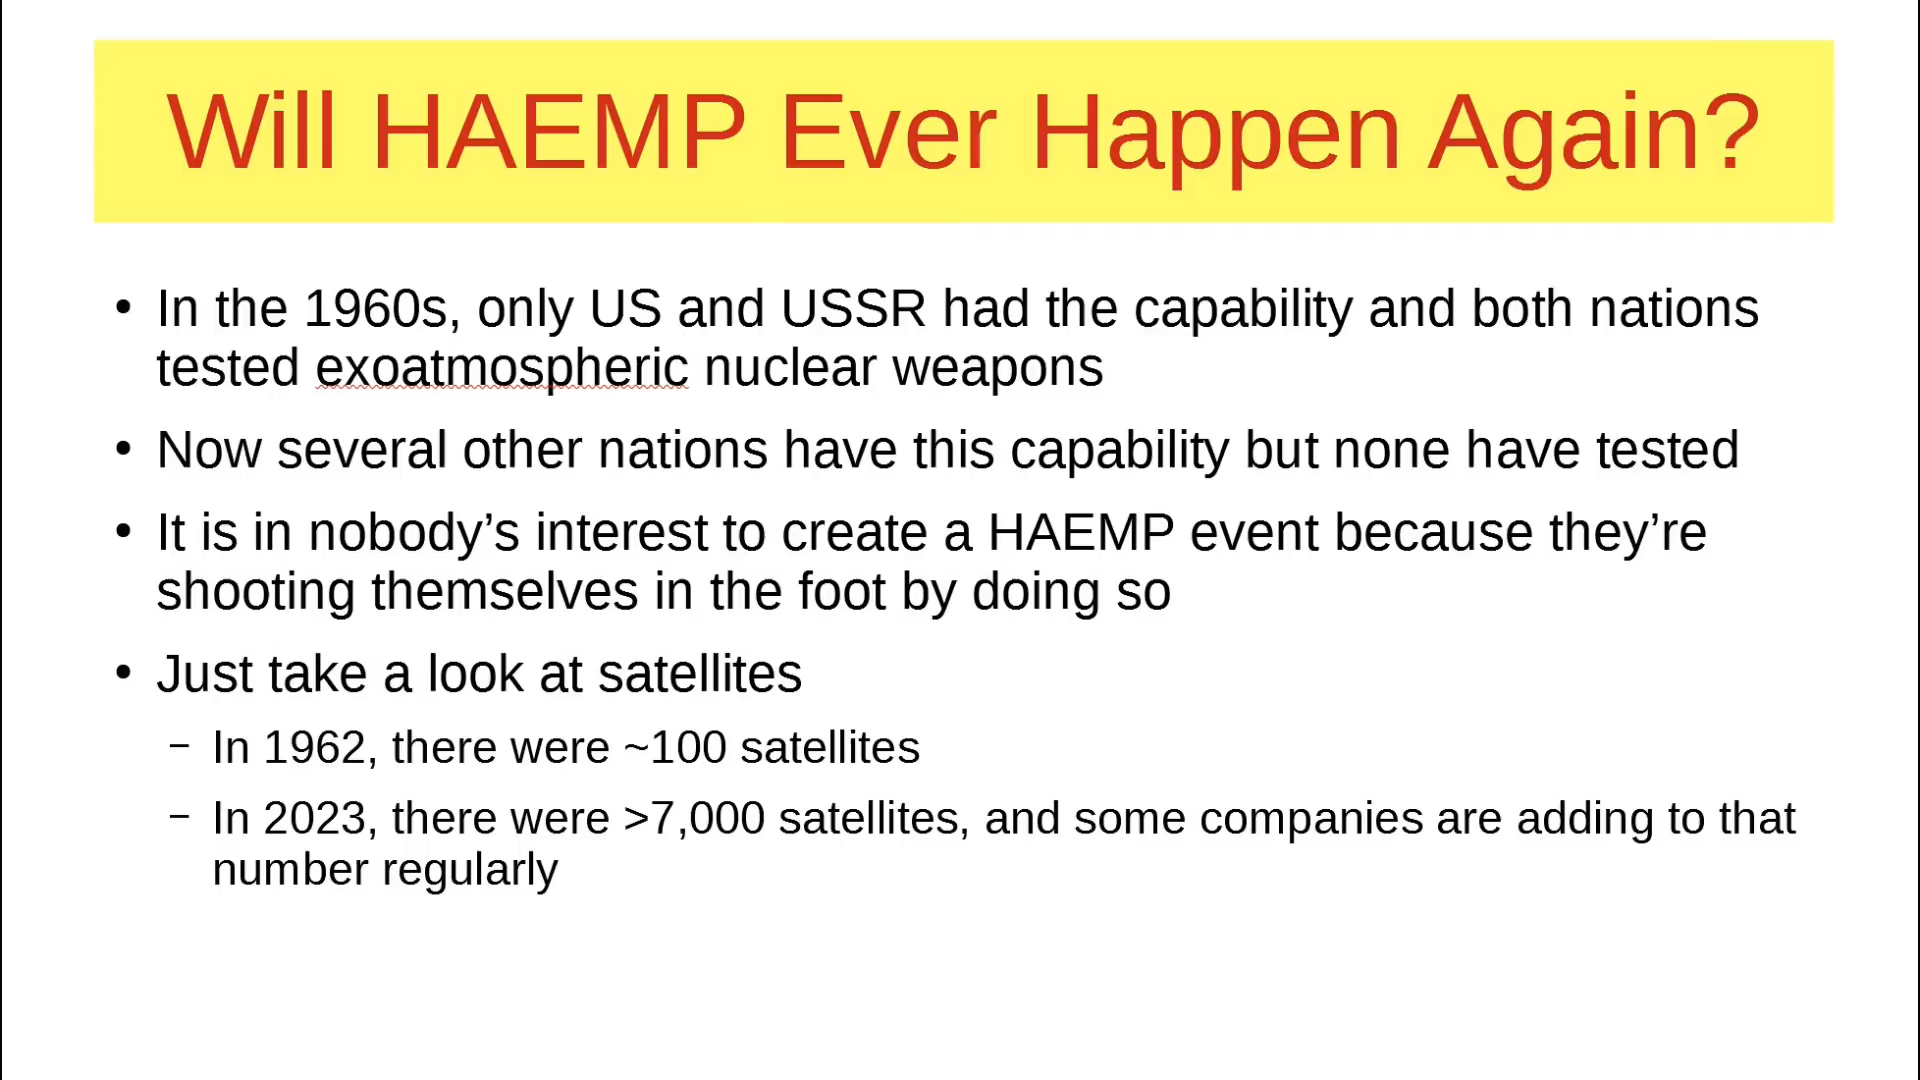 Will HAEMP Ever Happen Again?
• In the 1960s, only US and USSR had the capability and both nations
tested exoatmospheric nuclear weapons
• Now several other nations have this capability but none have tested
• It is in nobody’s interest to create a HAEMP event because they’re
shooting themselves in the foot by doing so
• Just take a look at satellites
– In 1962, there were ~100 satellites
– In 2023, there were >7,000 satellites, and some companies are adding to that
number regularly